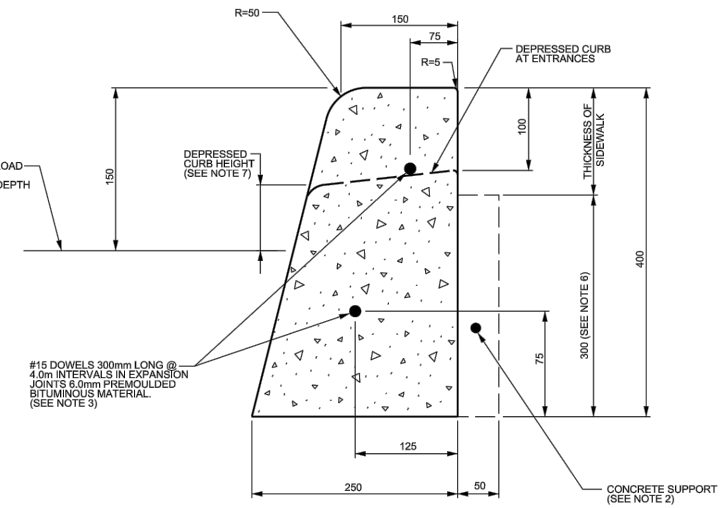 150
R=50
75
R=5
DEPRESSED CURB
AT ENTRANCES
DEPRESSED
CURB HEIGHT
(SEE NOTE 7)
150
100
THICKNESS OF
SIDEWALK
OAD
DEPTH
300 (SEE NOTE 6)
400
75
#15 DOWELS 300mm LONG @
4.0m INTERVALS IN EXPANSION
JOINTS 6.0mm PREMOULDED
BITUMINOUS MATERIAL.
(SEE NOTE 3)
125
250
50
CONCRETE SUPPORT
(SEE NOTE 2)